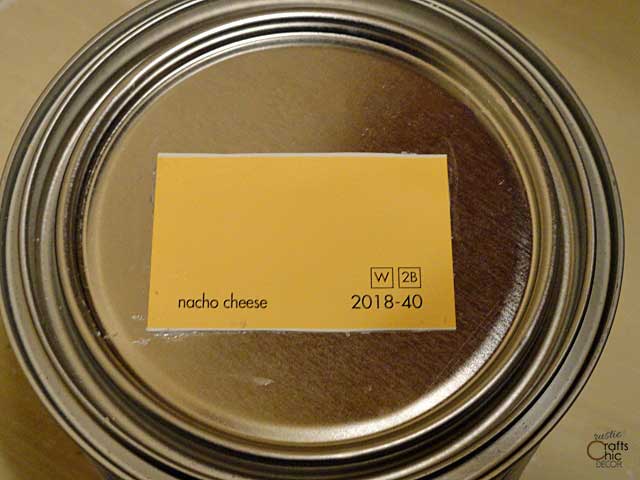 W 2B
nacho cheese 2018-40
rustic
Crafts
Chic
DECOR